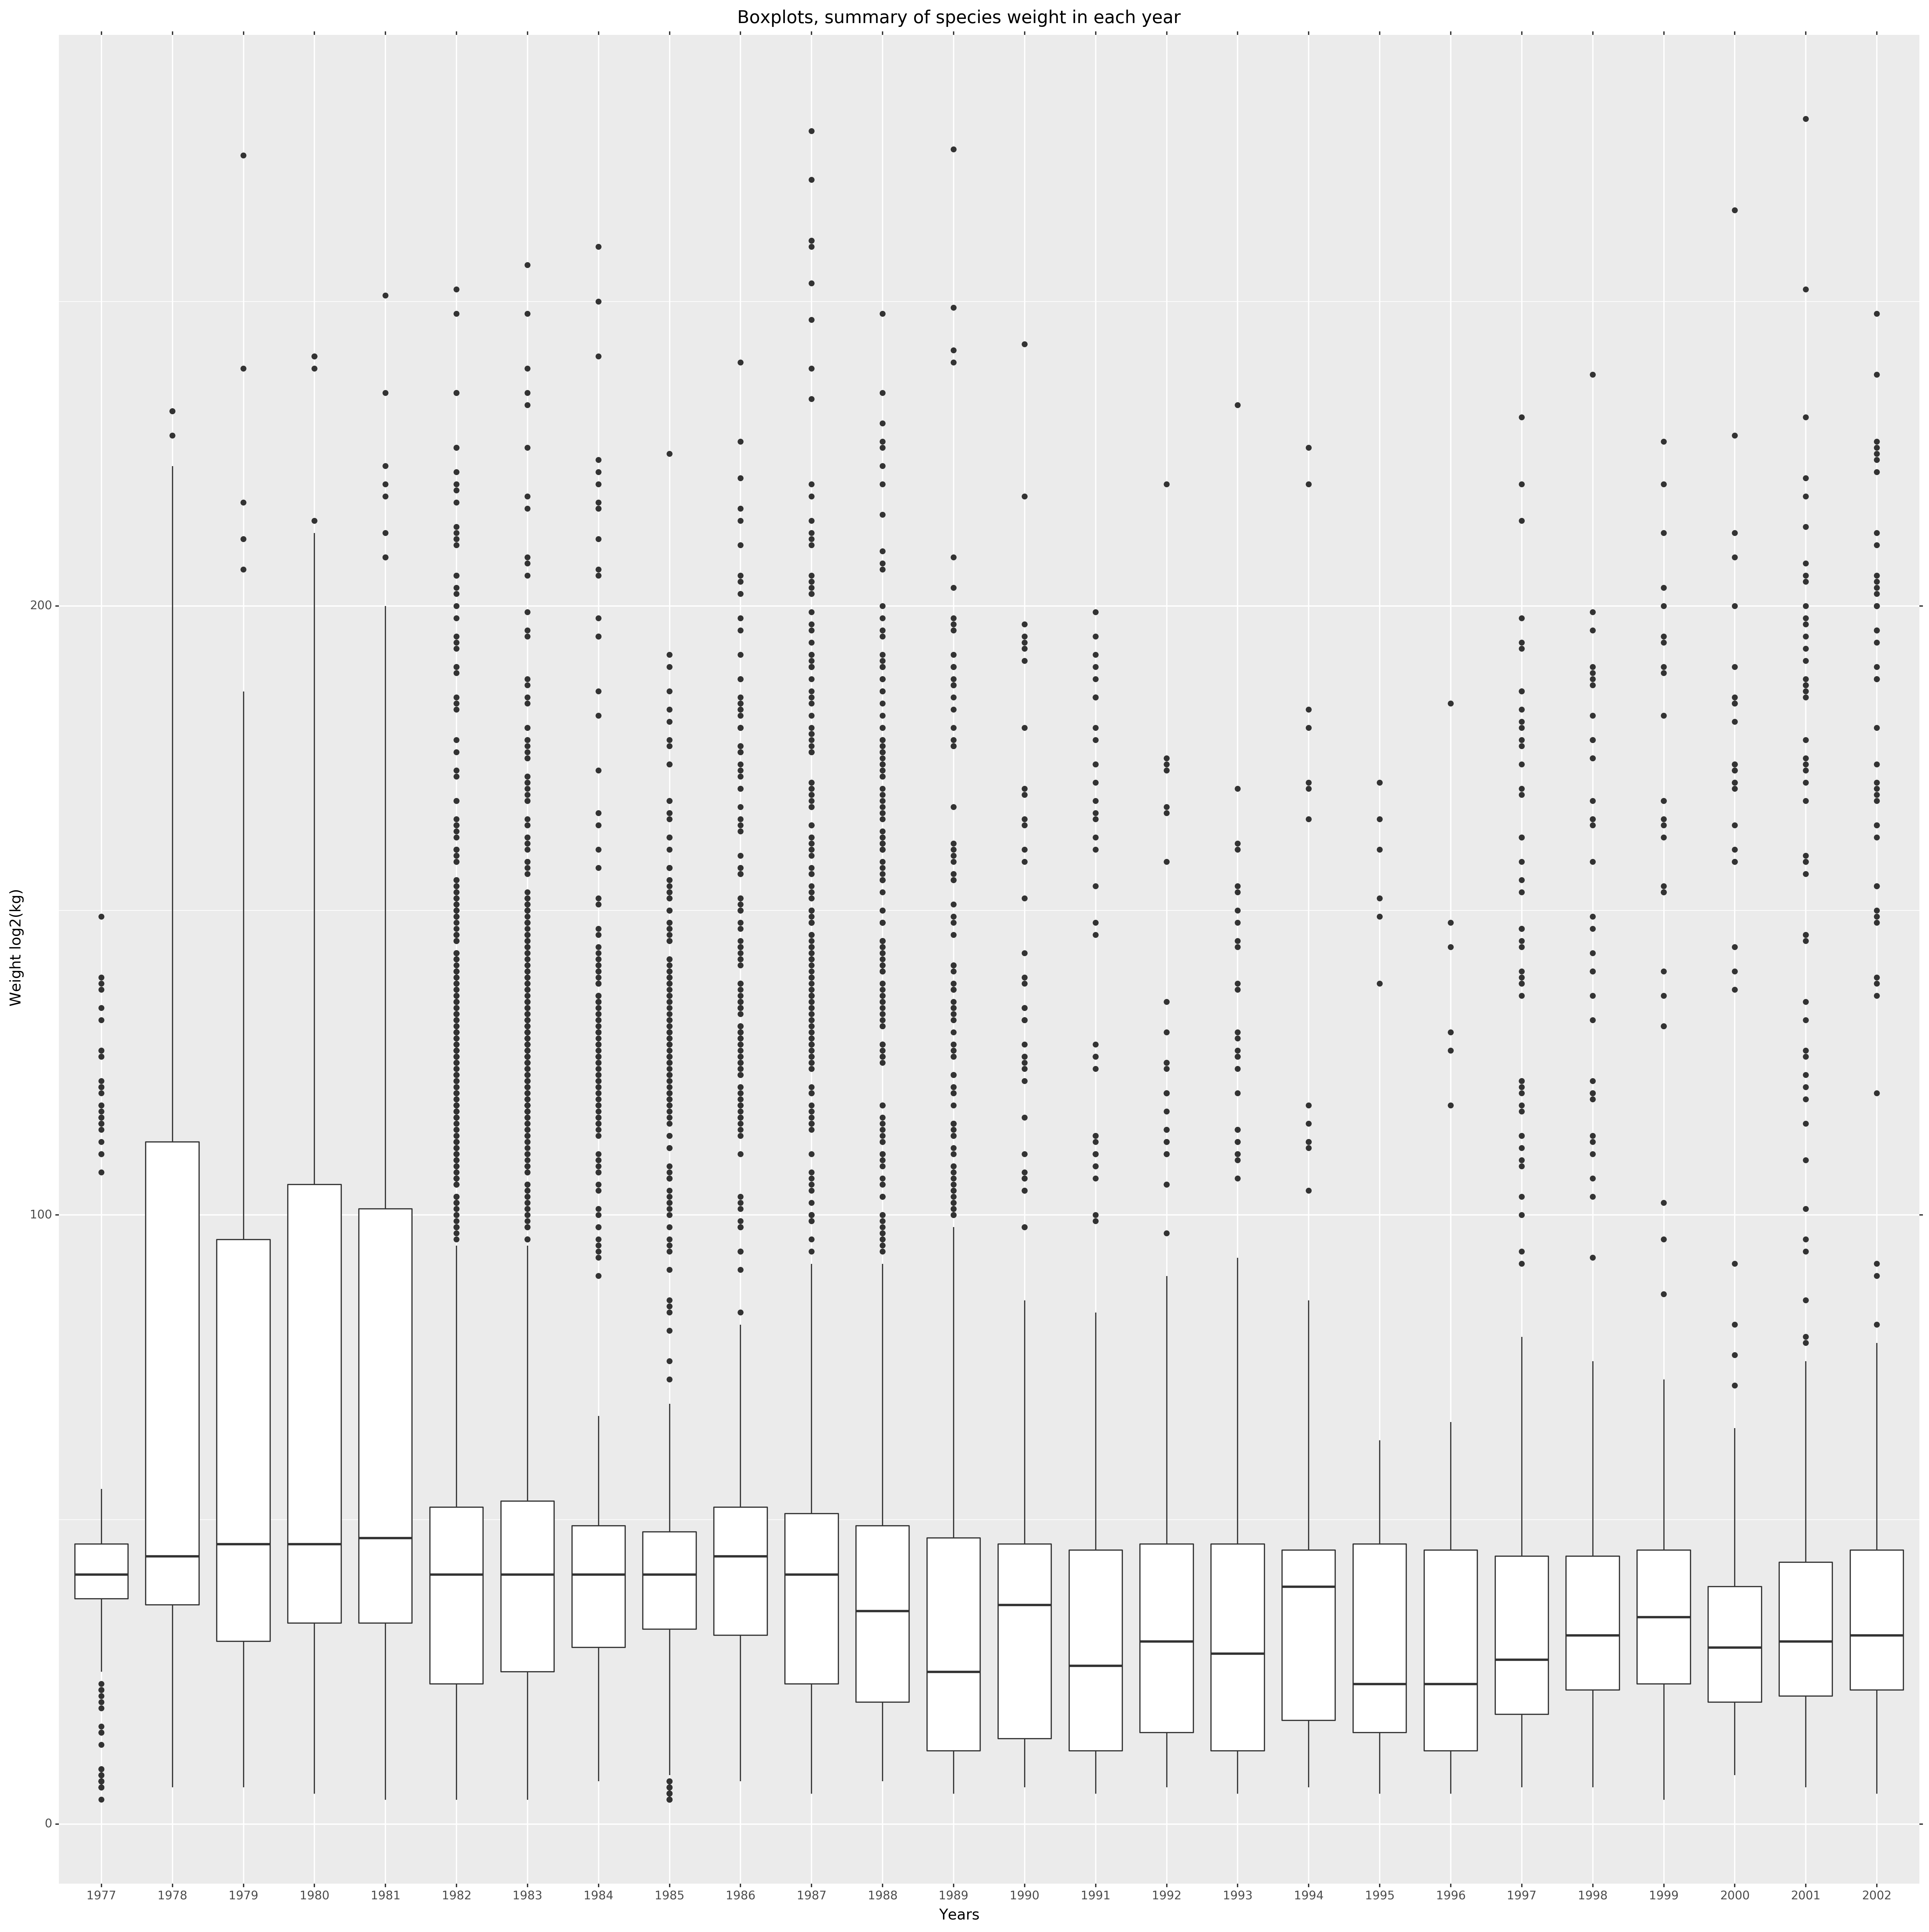 Boxplots, summary of species weight in each year
Weight log2(kg)
200
100
0
1977 1978 1979 1980 1981 1982 1983 1984 1985 1986 1987 1988 1989 1990 1991 1992 1993 1994 1995 1996 1997 1998 1999 2000 2001 2002
Years